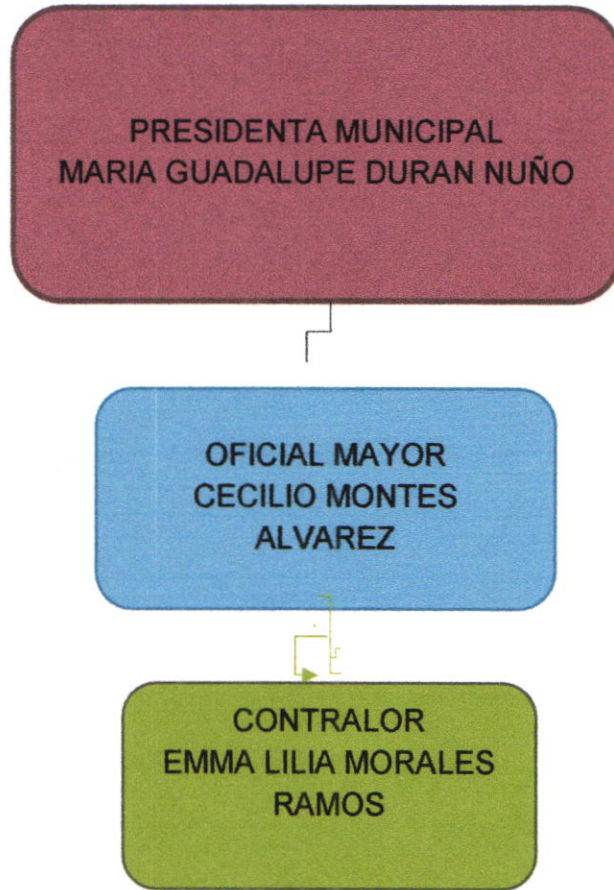 PRESIDENTA MUNICIPAL
MARIA GUADALUPE DURAN NUÑO
OFICIAL MAYOR
CECILIO MONTES
ALVAREZ
CONTRALOR
EMMA LILIA MORALES
RAMOS